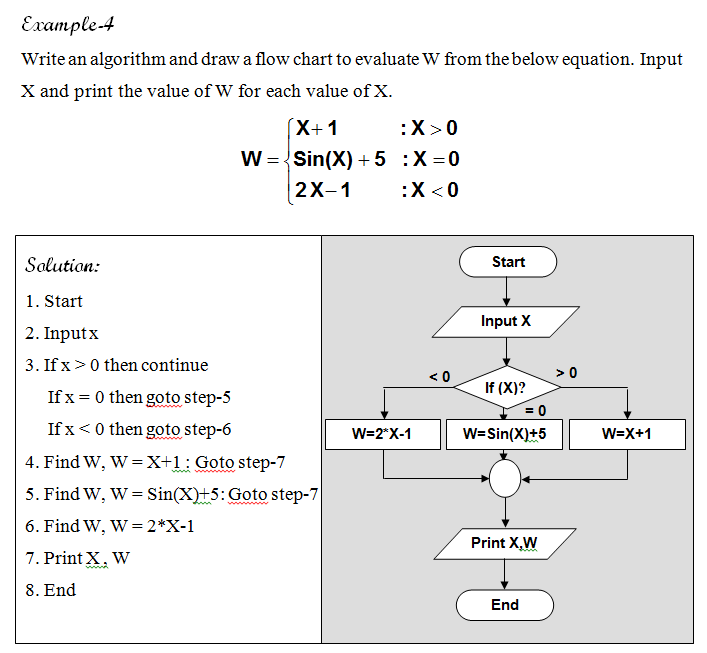 Example-4
Write an algorithm and draw a flow chart to evaluate W from the below equation. Input
X and print the value of W for each value of X.
X+1 :X>0
W={Sin(X)+5 :X=0
2X−1 :X<0
Solution:
1. Start
2. Input x
3. If x > 0 then continue
If x = 0 then goto step-5
If x < 0 then goto step-6
4. Find W, W = X+1 : Goto step-7
5. Find W, W = Sin(X)+5: Goto step-7
6. Find W, W = 2*X-1
7. Print X, W
8. End
Start
Input X
< 0
> 0
If (X)?
= 0
W=2*X-1
W=Sin(X)+5
W=X+1
Print X,W
End